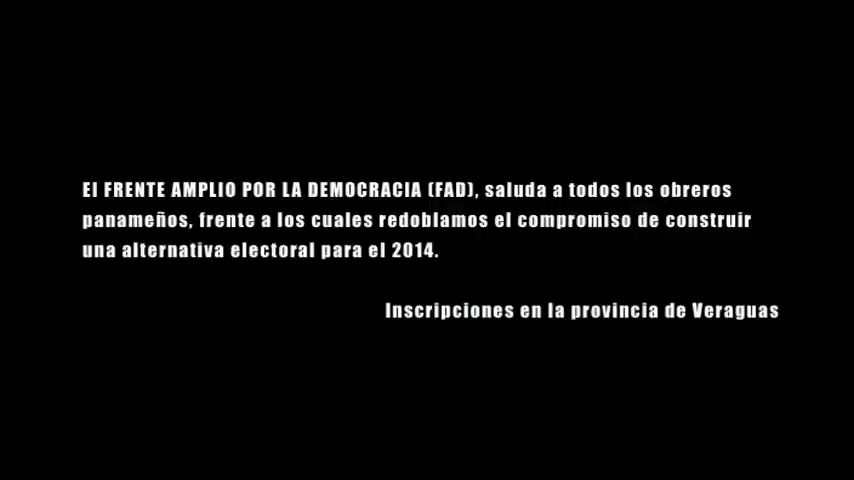 El FRENTE AMPLIO POR LA DEMOCRACIA (FAD), saluda a todos los obreros
panameños, frente a los cuales redoblamos el compromiso de construir
una alternativa electoral para el 2014.
Inscripciones en la provincia de Veraguas